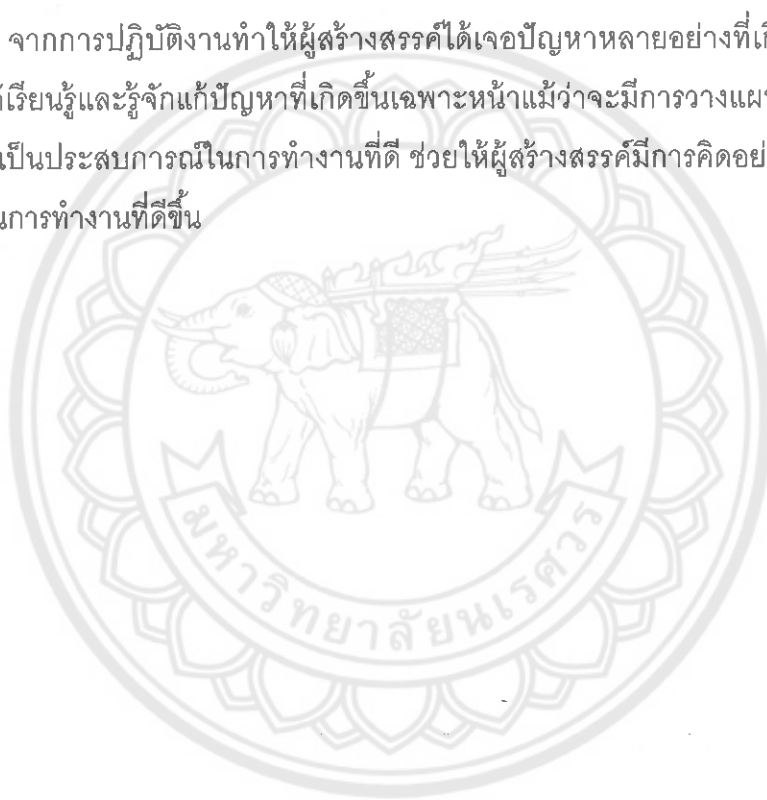 จากการปฏิบัติงานทำให้ผู้สร้างสรรค์ได้เจอปัญหาหลายอย่างที่เกิ
เรียนรู้และรู้จักแก้ปัญหาที่เกิดขึ้นเฉพาะหน้าแม้ว่าจะมีการวางแผ
เป็นประสบการณ์ในการทำงานที่ดี ช่วยให้ผู้สร้างสรรค์มีการคิดอย่
นการทำงานที่ดีขึ้น
มหาวิทยาลัยนเรศวร